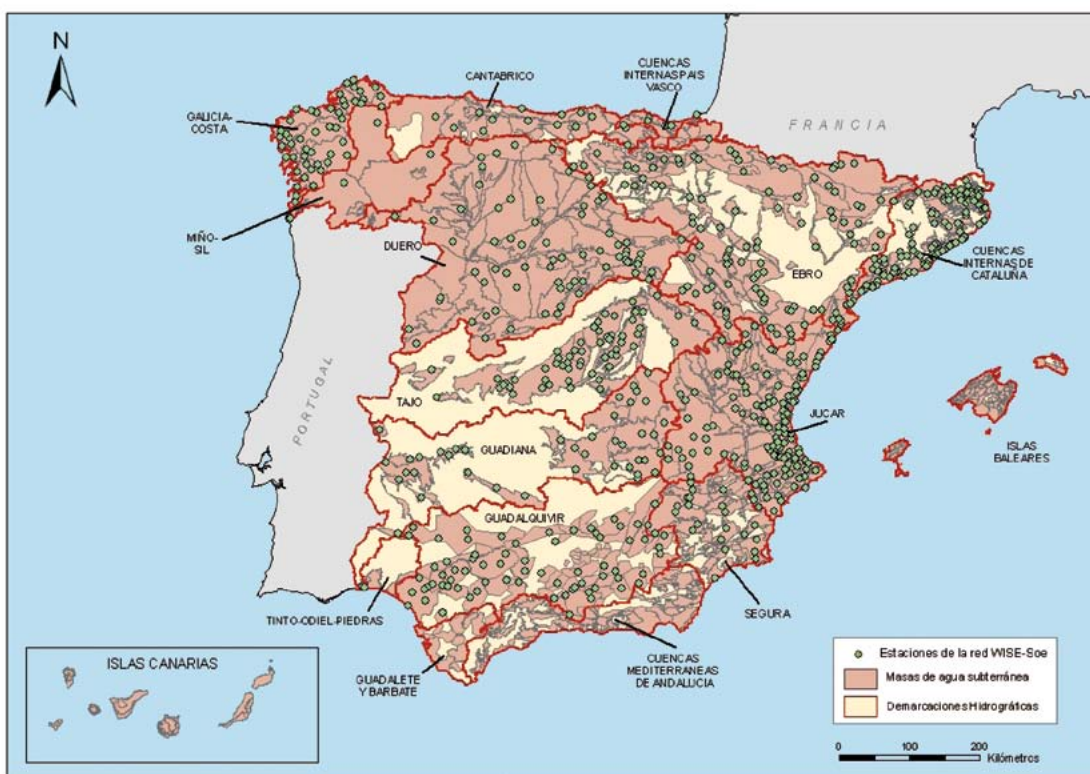 N
CANTABRICO
CUENCAS
INTERNAS PAIS
VASCO
GALICIA-
COSTA
FRANCIA
MIÑO-
SIL
DUERO
EBRO
CUENCAS
INTERNAS DE
CATALUÑA
TAJO
PORTUGAL
JUCAR
GUADIANA
ISLAS
BALEARES
GUADALQUIVIR
SEGURA
TINTO-ODIEL-PIEDRAS
GUADALETE
Y BARBATE
CUENCAS
MEDITERRANEAS
DE ANDALUCIA
ISLAS CANARIAS
Estaciones de la red WISE-Soe
Masas de agua subterránea
Demarcaciones Hidrográficas
0 100 200
Kilómetros